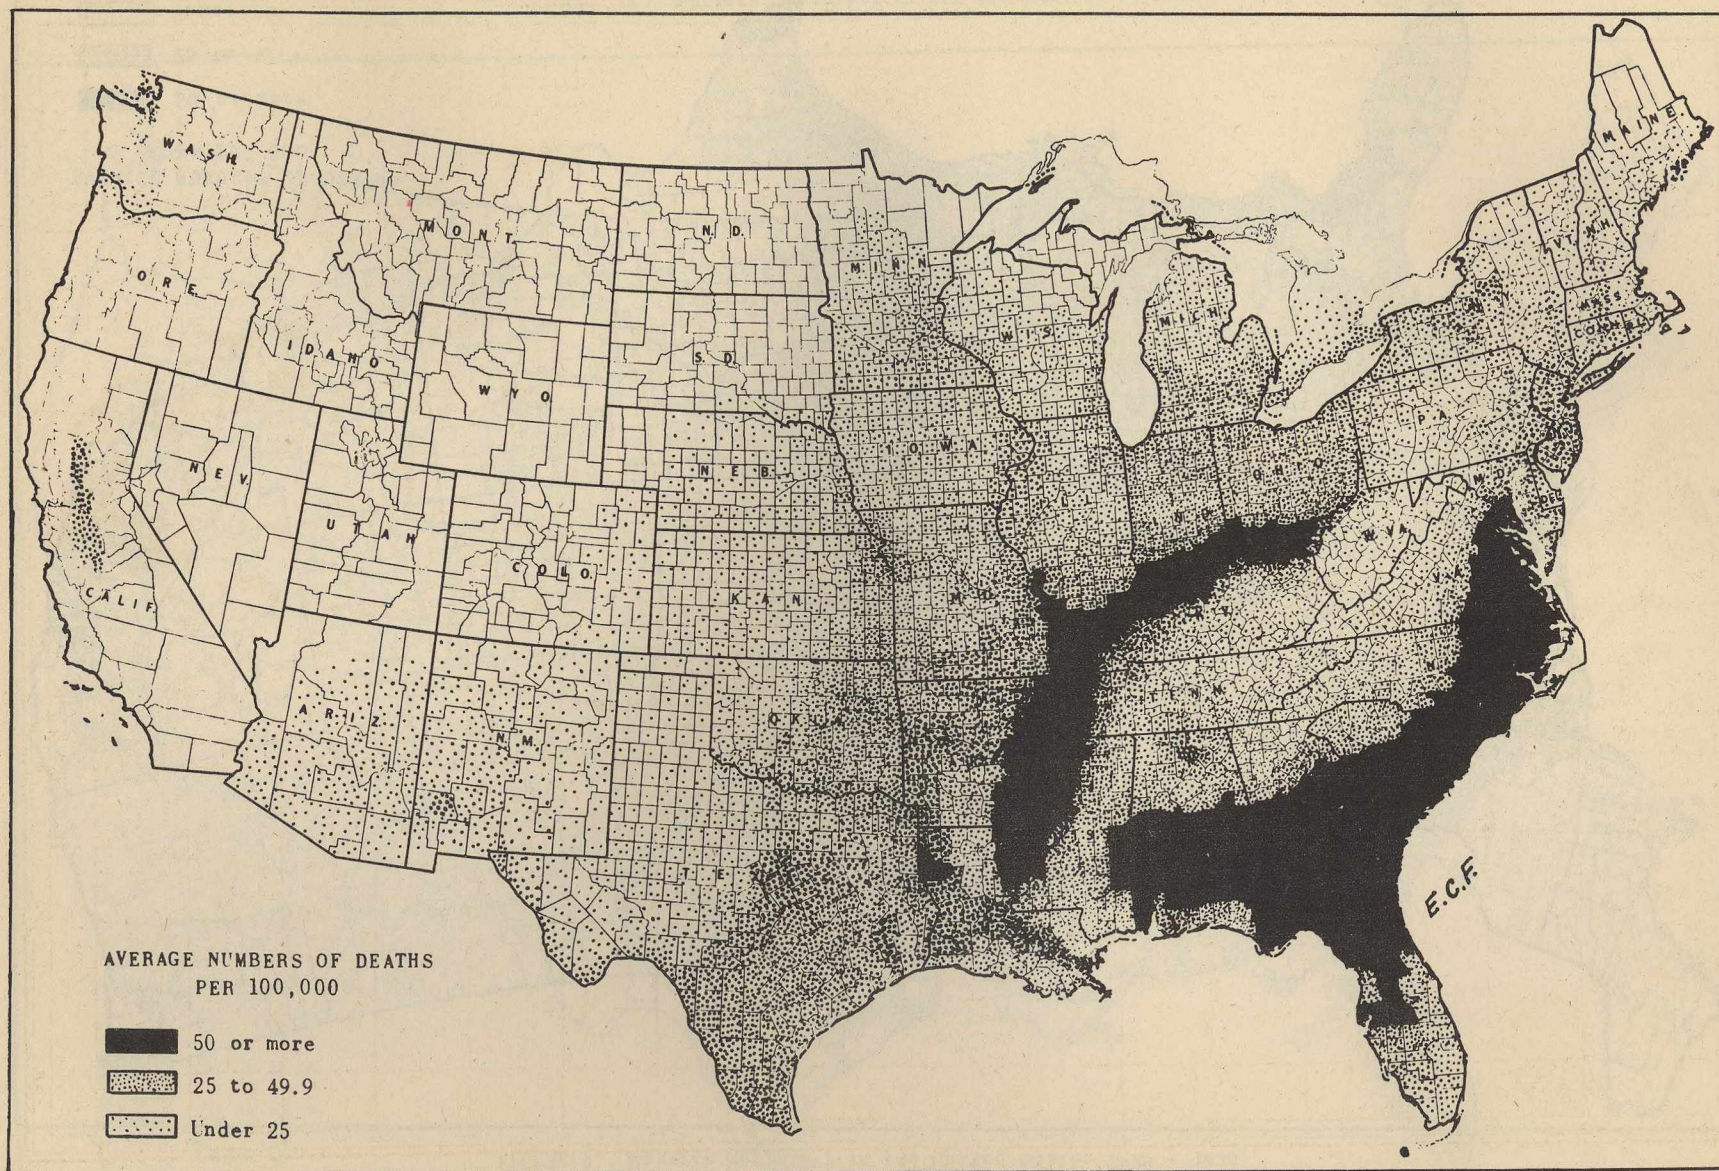 WASH.
MONT.
N.D.
MINN
MAINE
VT.
N.H.
ORE.
IDAHO
WYO
S.D.
WIS
MICH
MASS
CONN
R.I.
NEV.
UTAH
COLO.
NEB.
IOWA
IND
OHIO
PA
MD
DEL
CALIF.
KAN
MO
KY.
W.VA
VA
ARIZ.
N.M.
OKLA
TENN
N
TE
E.C.F.
AVERAGE NUMBERS OF DEATHS
PER 100,000
50 or more
25 to 49.9
Under 25